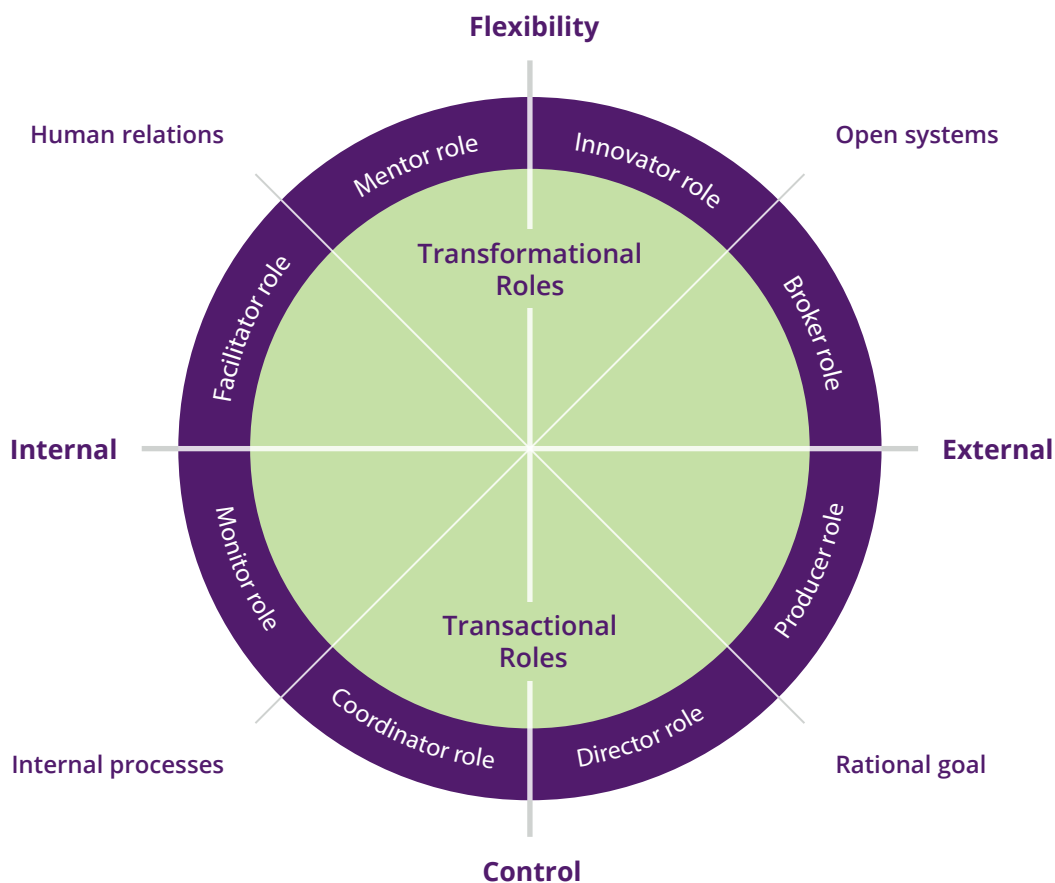 Flexibility
Human relations
Open systems
Mentor role
Innovator role
Transformational
Roles
Facilitator role
Broker role
Internal
External
Monitor role
Producer role
Transactional
Roles
Coordinator role
Director role
Internal processes
Rational goal
Control